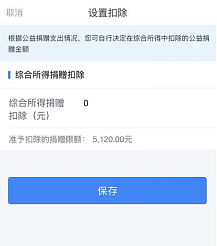 取消 设置扣除
根据公益捐赠支出情况，您可自行决定在综合所得中扣除的公益捐
赠金额
综合所得捐赠扣除
综合所得捐赠 0
扣除（元）
准予扣除的捐赠限额： 5,120.00元
保存